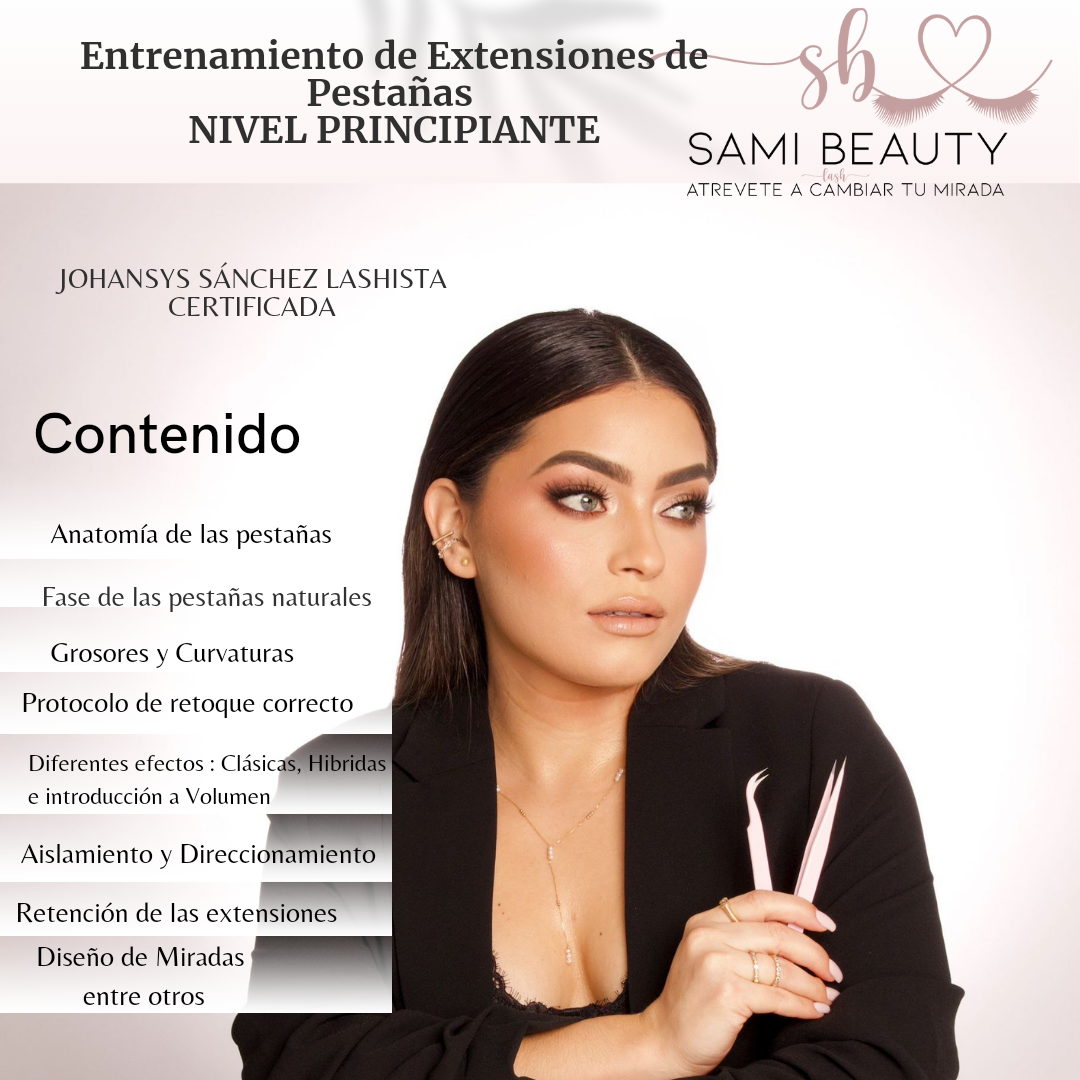 Entrenamiento de Extensiones de
Pestañas
NIVEL PRINCIPIANTE
sb
SAMI BEAUTY
lash
ATREVETE A CAMBIAR TU MIRADA
JOHANSYS SÁNCHEZ LASHISTA
CERTIFICADA
Contenido
Anatomía de las pestañas
Fase de las pestañas naturales
Grosores y Curvaturas
Protocolo de retoque correcto
Diferentes efectos : Clásicas, Hibridas
e introducción a Volumen
Aislamiento y Direccionamiento
Retención de las extensiones
Diseño de Miradas
entre otros